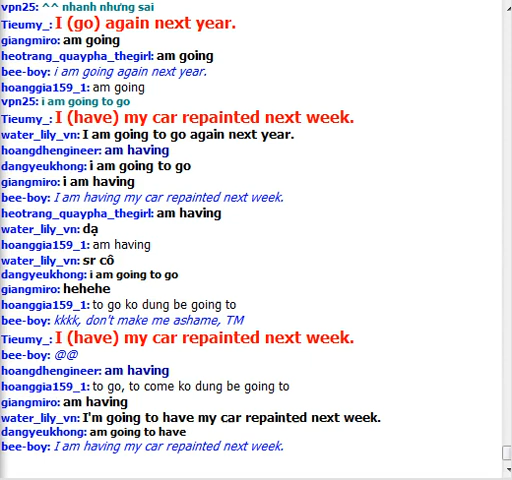 vpn25: ^^ nhanh nhưng sai
Tieumy_: I (go) again next year.
giangmiro: am going
heotrang_quaypha_thegirl: am going
bee-boy: i am going again next year.
hoanggia159_1: am going
vpn25: i am going to go
Tieumy_: I (have) my car repainted next week.
water_lily_vn: I am going to go again next year.
hoangdhengineer: am having
dangyeukhong: i am going to go
giangmiro: i am having
bee-boy: I am having my car repainted next week.
heotrang_quaypha_thegirl: am having
water_lily_vn: dạ
hoanggia159_1: am having
water_lily_vn: sr cô
dangyeukhong: i am going to go
giangmiro: hehehe
hoanggia159_1: to go ko dung be going to
bee-boy: kkkk, don't make me ashame, TM
Tieumy_: I (have) my car repainted next week.
bee-boy: @@
hoangdhengineer: am having
hoanggia159_1: to go, to come ko dung be going to
giangmiro: am having
water_lily_vn: I'm going to have my car repainted next week.
dangyeukhong: am going to have
bee-boy: I am having my car repainted next week.